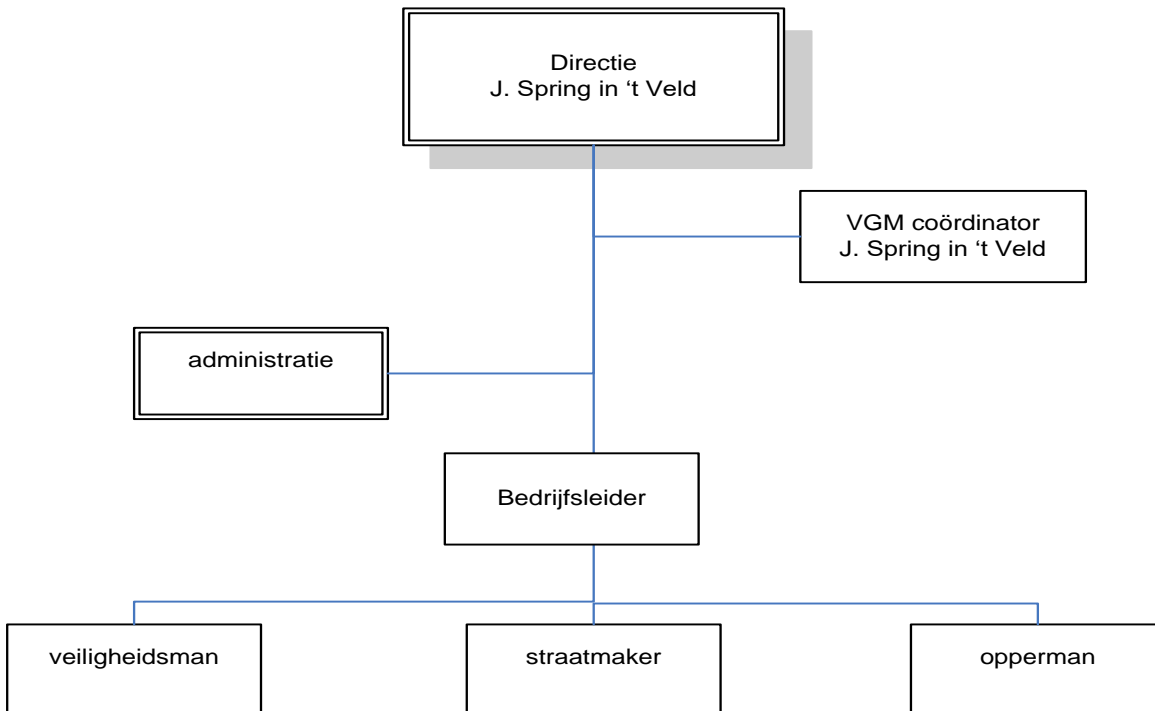 Directie
J. Spring in ‘t Veld
VGM coördinator
J. Spring in ‘t Veld
administratie
Bedrijfsleider
veiligheidsman
straatmaker
opperman